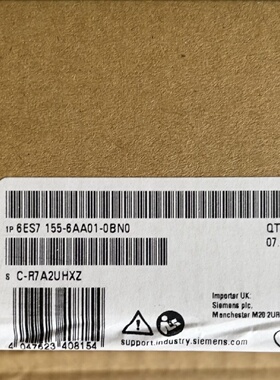 1P 6ES7 155-6AA01-0BN0
QT
07.
S C-R7A2UHXZ
Importer UK:
Siemens plc.
Manchester M20 2UR
support.industry.siemens.com
4 047623 408154